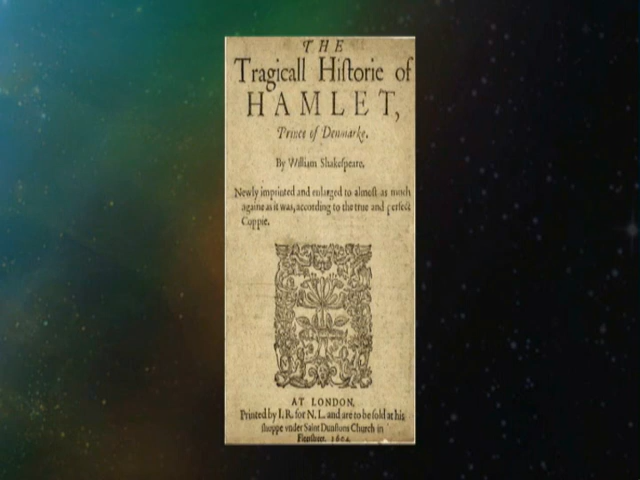 THE
Tragicall Hiſtorie of
HAMLET,
Prince of Denmarke.
By William Shakeſpeare.
Newly imprinted and enlarged to almoſt as much
againe as it was, according to the true and perfect
Coppie.
AT LONDON,
Printed by I. R. for N. L. and are to be ſold at his
ſhoppe vnder Saint Dunſtons Church in
Fleetſtreet. 1604